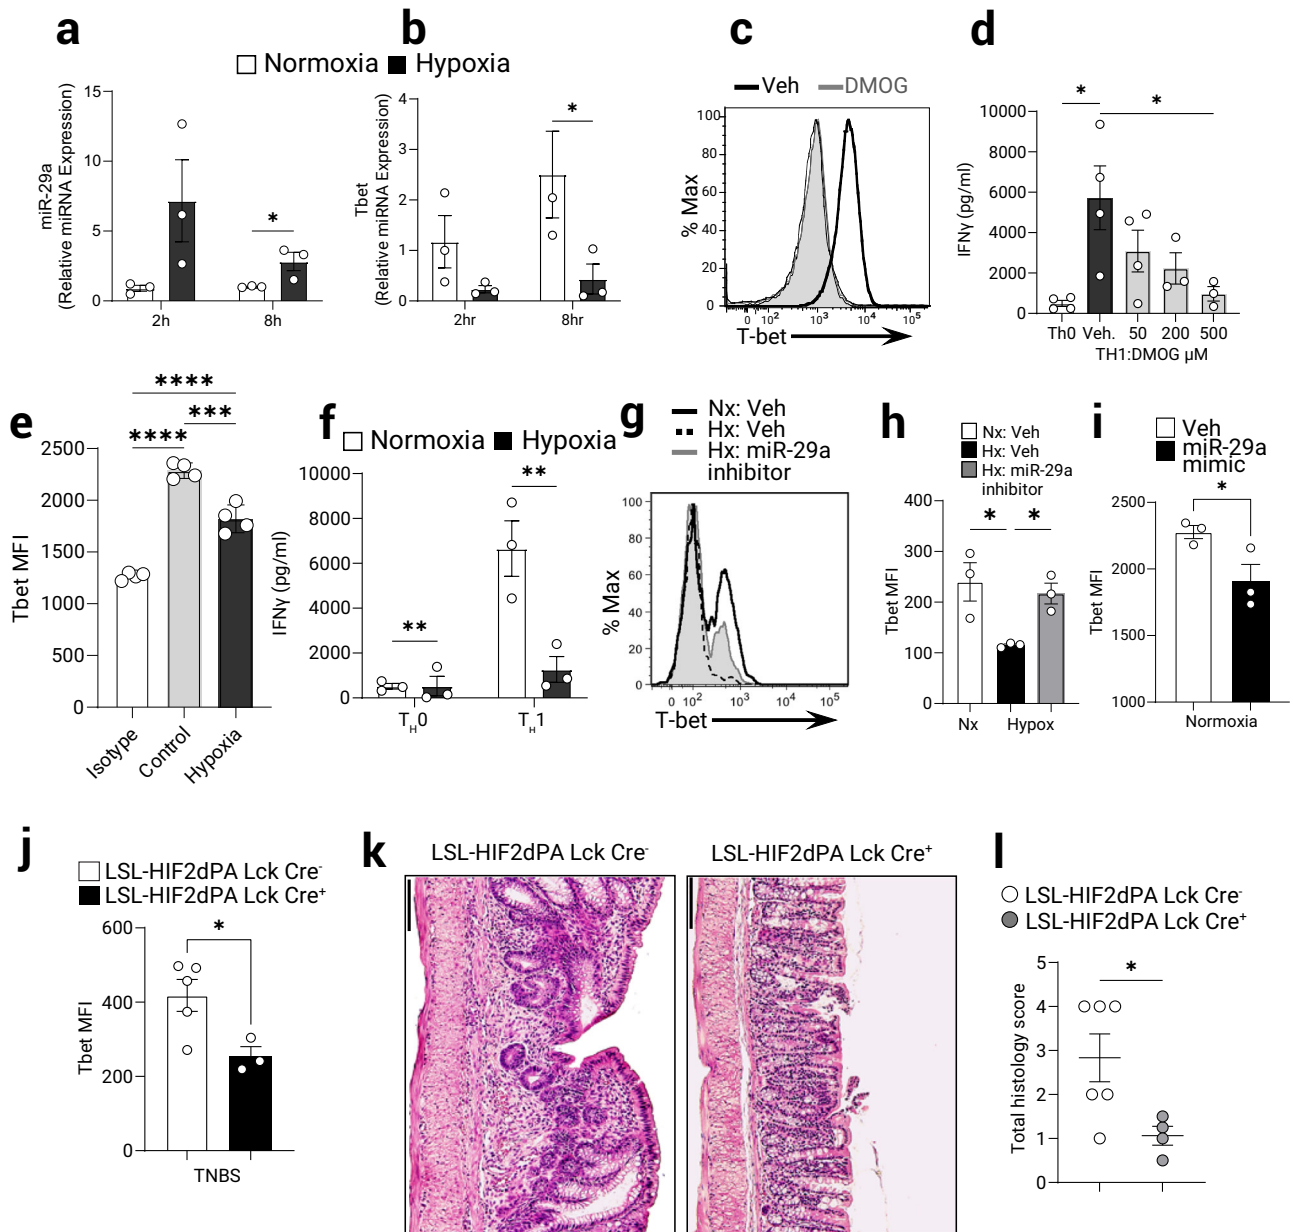 a
b
c
d
Normoxia Hypoxia
Veh DMOG
miR-29a
(Relative miRNA Expression)
15
10
5
0
*
2h 8h
Tbet
(Relative miRNA Expression)
4
3
2
1
0
*
2hr 8hr
% Max
100
80
60
40
20
0
0 10² 10³ 10⁴ 10⁵
T-bet
IFNγ (pg/ml)
10000
8000
6000
4000
2000
0
* *
Th0 Veh. 50 200 500
TH1:DMOG μM
e
f
g
h
i
Tbet MFI
2500
2000
1500
1000
500
0
****
***
****
Isotype Control Hypoxia
Normoxia Hypoxia
IFNγ (pg/ml)
10000
8000
6000
4000
2000
0
** **
T_H0 T_H1
Nx: Veh
Hx: Veh
Hx: miR-29a
inhibitor
% Max
100
80
60
40
20
0
0 10² 10³ 10⁴ 10⁵
T-bet
Nx: Veh
Hx: Veh
Hx: miR-29a
inhibitor
Tbet MFI
400
300
200
100
0
* *
Nx Hypox
Veh
miR-29a
mimic
Tbet MFI
2500
2000
1500
1000
*
Normoxia
j
k
l
LSL-HIF2dPA Lck Cre⁻
LSL-HIF2dPA Lck Cre⁺
Tbet MFI
600
400
200
0
*
TNBS
LSL-HIF2dPA Lck Cre⁻ LSL-HIF2dPA Lck Cre⁺
LSL-HIF2dPA Lck Cre⁻
LSL-HIF2dPA Lck Cre⁺
Total histology score
5
4
3
2
1
0
*